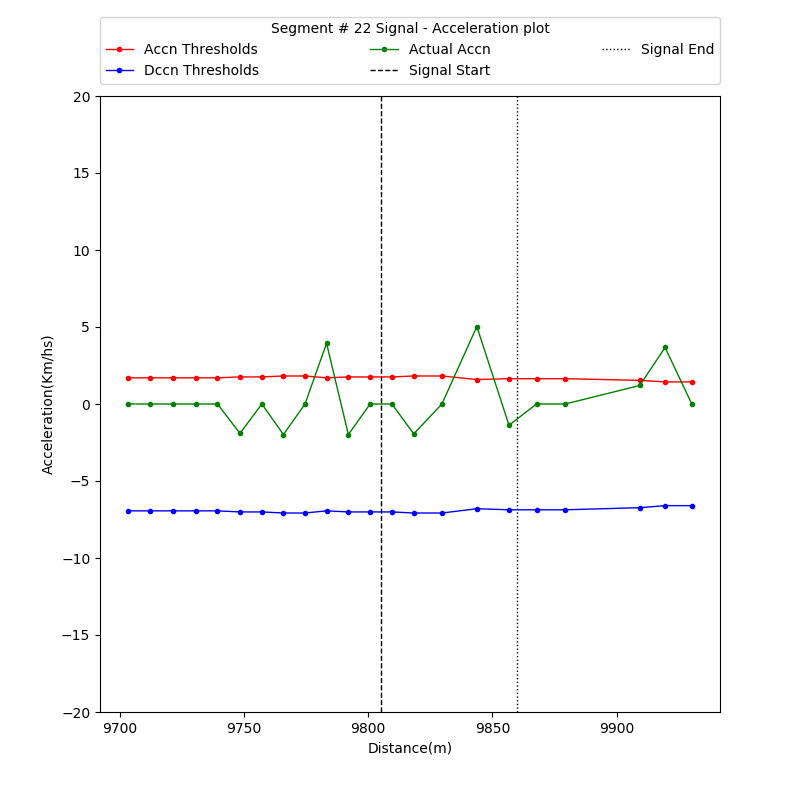 Segment # 22 Signal - Acceleration plot
Accn Thresholds
Dccn Thresholds
Actual Accn
Signal Start
Signal End
20
15
10
5
0
−5
−10
−15
−20
Acceleration(Km/hs)
9700 9750 9800 9850 9900
Distance(m)